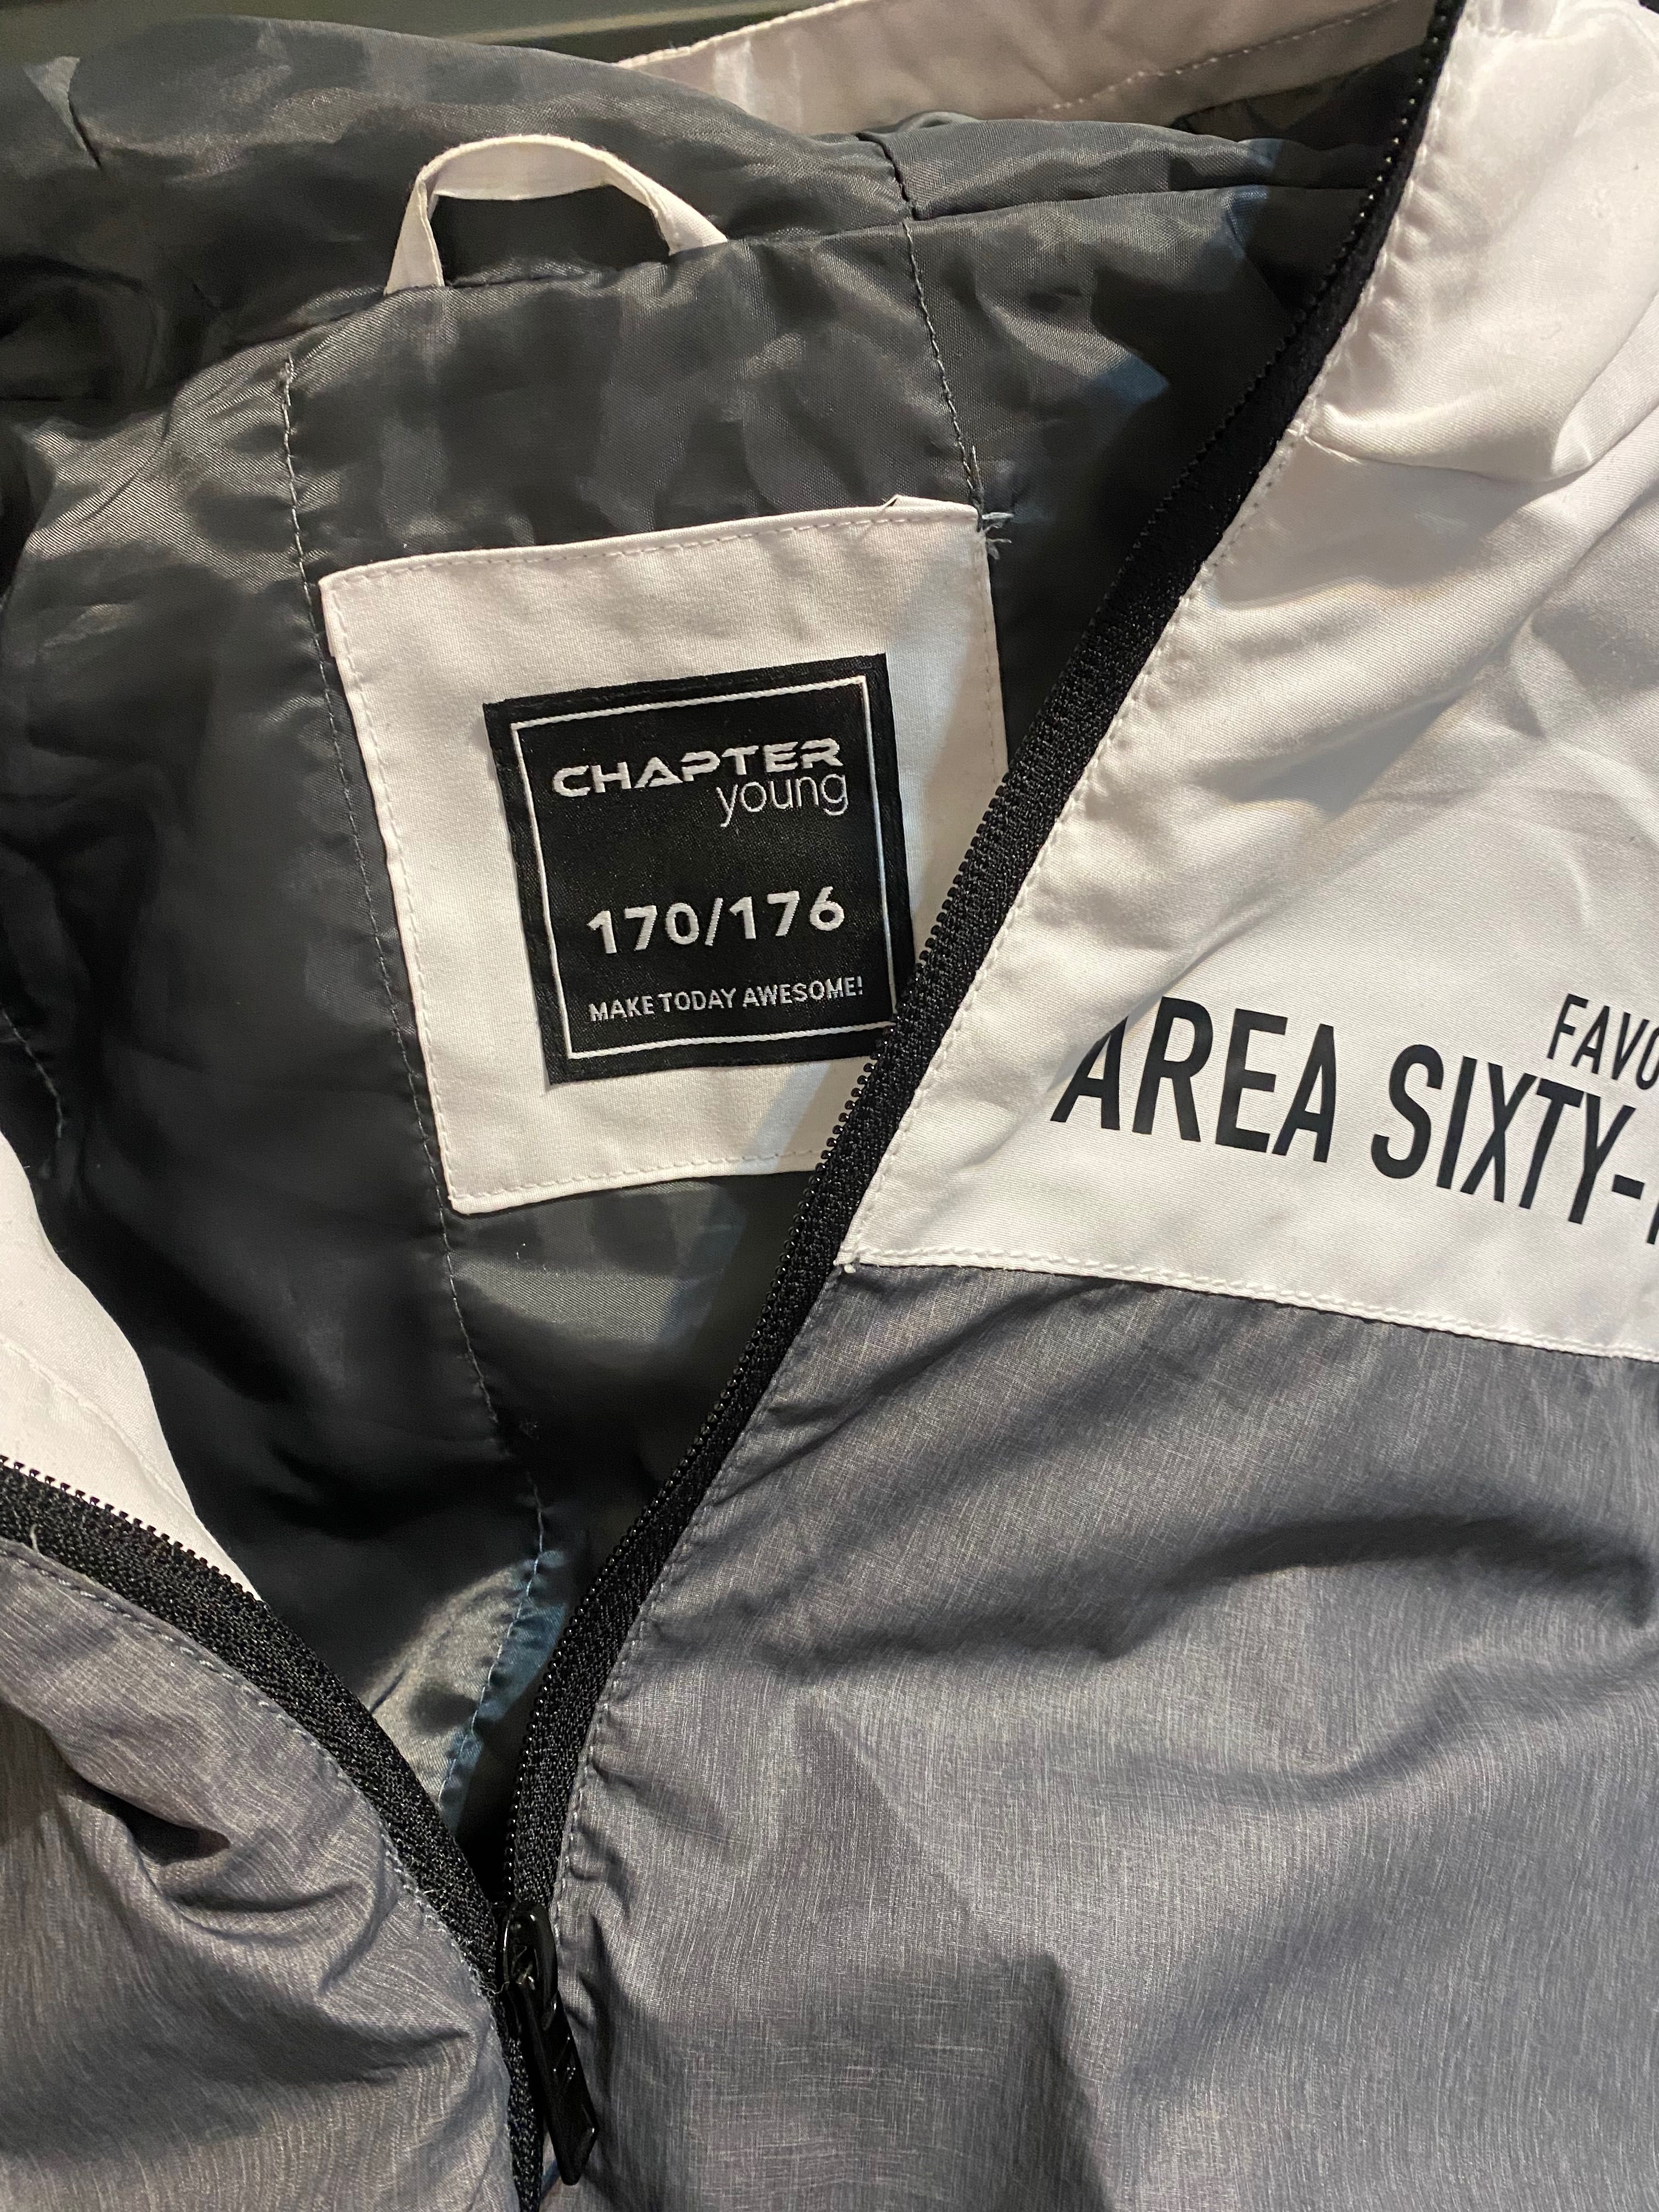 CHAPTER
young
170/176
MAKE TODAY AWESOME!
AREA SIXTY-